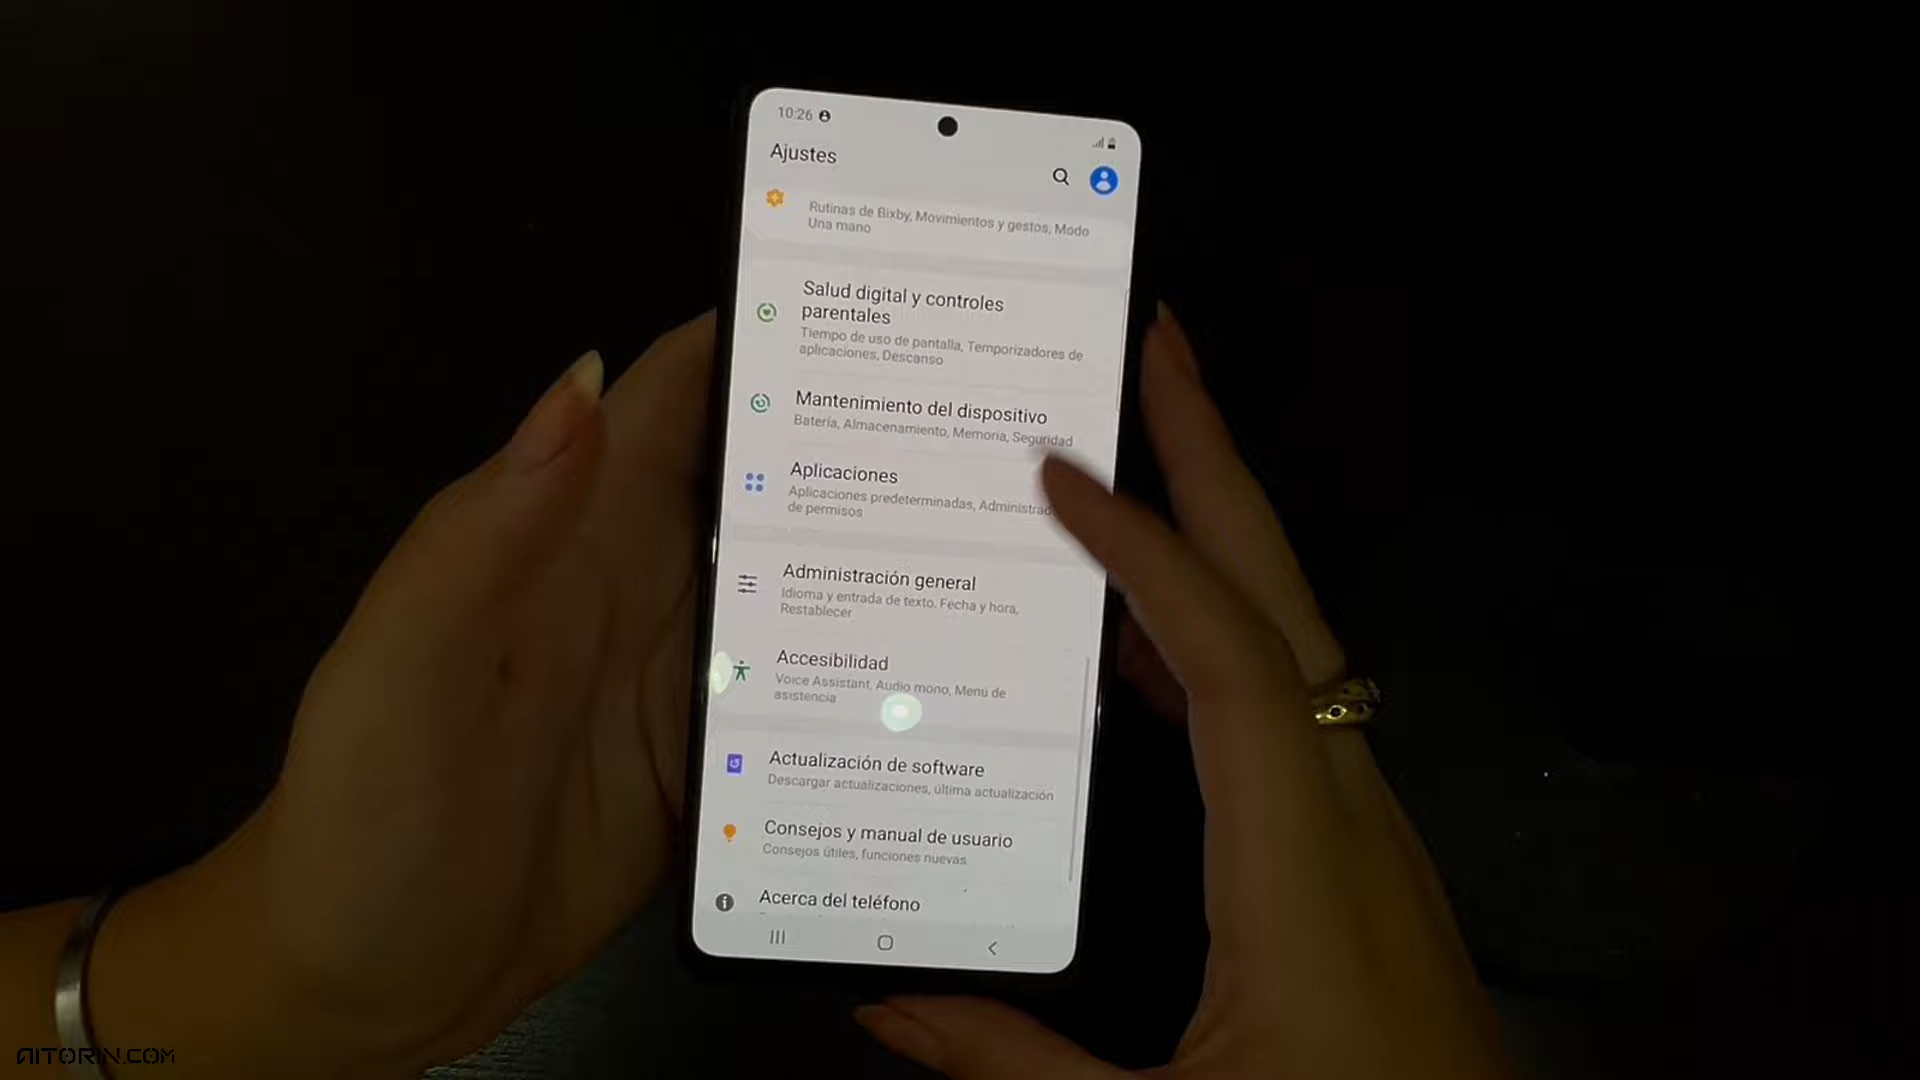 10:26
Ajustes
Rutinas de Bixby, Movimientos y gestos, Modo
Una mano
Salud digital y controles
parentales
Tiempo de uso de pantalla, Temporizadores de
aplicaciones, Descanso
Mantenimiento del dispositivo
Batería, Almacenamiento, Memoria, Seguridad
Aplicaciones
Aplicaciones predeterminadas,
de permisos
Administración general
Idioma y entrada de texto. Fecha y hora,
Restablecer
Accesibilidad
Voice Assistant, Audio mono, Menú de
asistencia
Actualización de software
Descargar actualizaciones, última actualización
Consejos y manual de usuario
Consejos útiles, funciones nuevas
Acerca del teléfono
AITORIN.COM